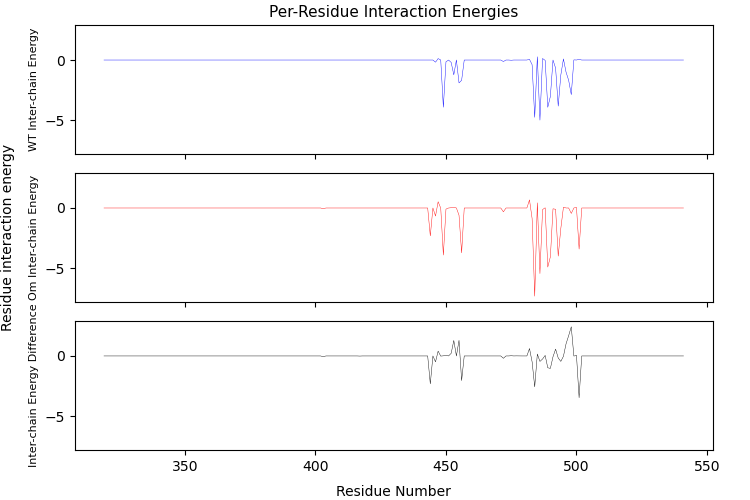 Per-Residue Interaction Energies
Residue interaction energy
WT Inter-chain Energy
0
−5
Om Inter-chain Energy
0
−5
Inter-chain Energy Difference
0
−5
350
400
450
500
550
Residue Number